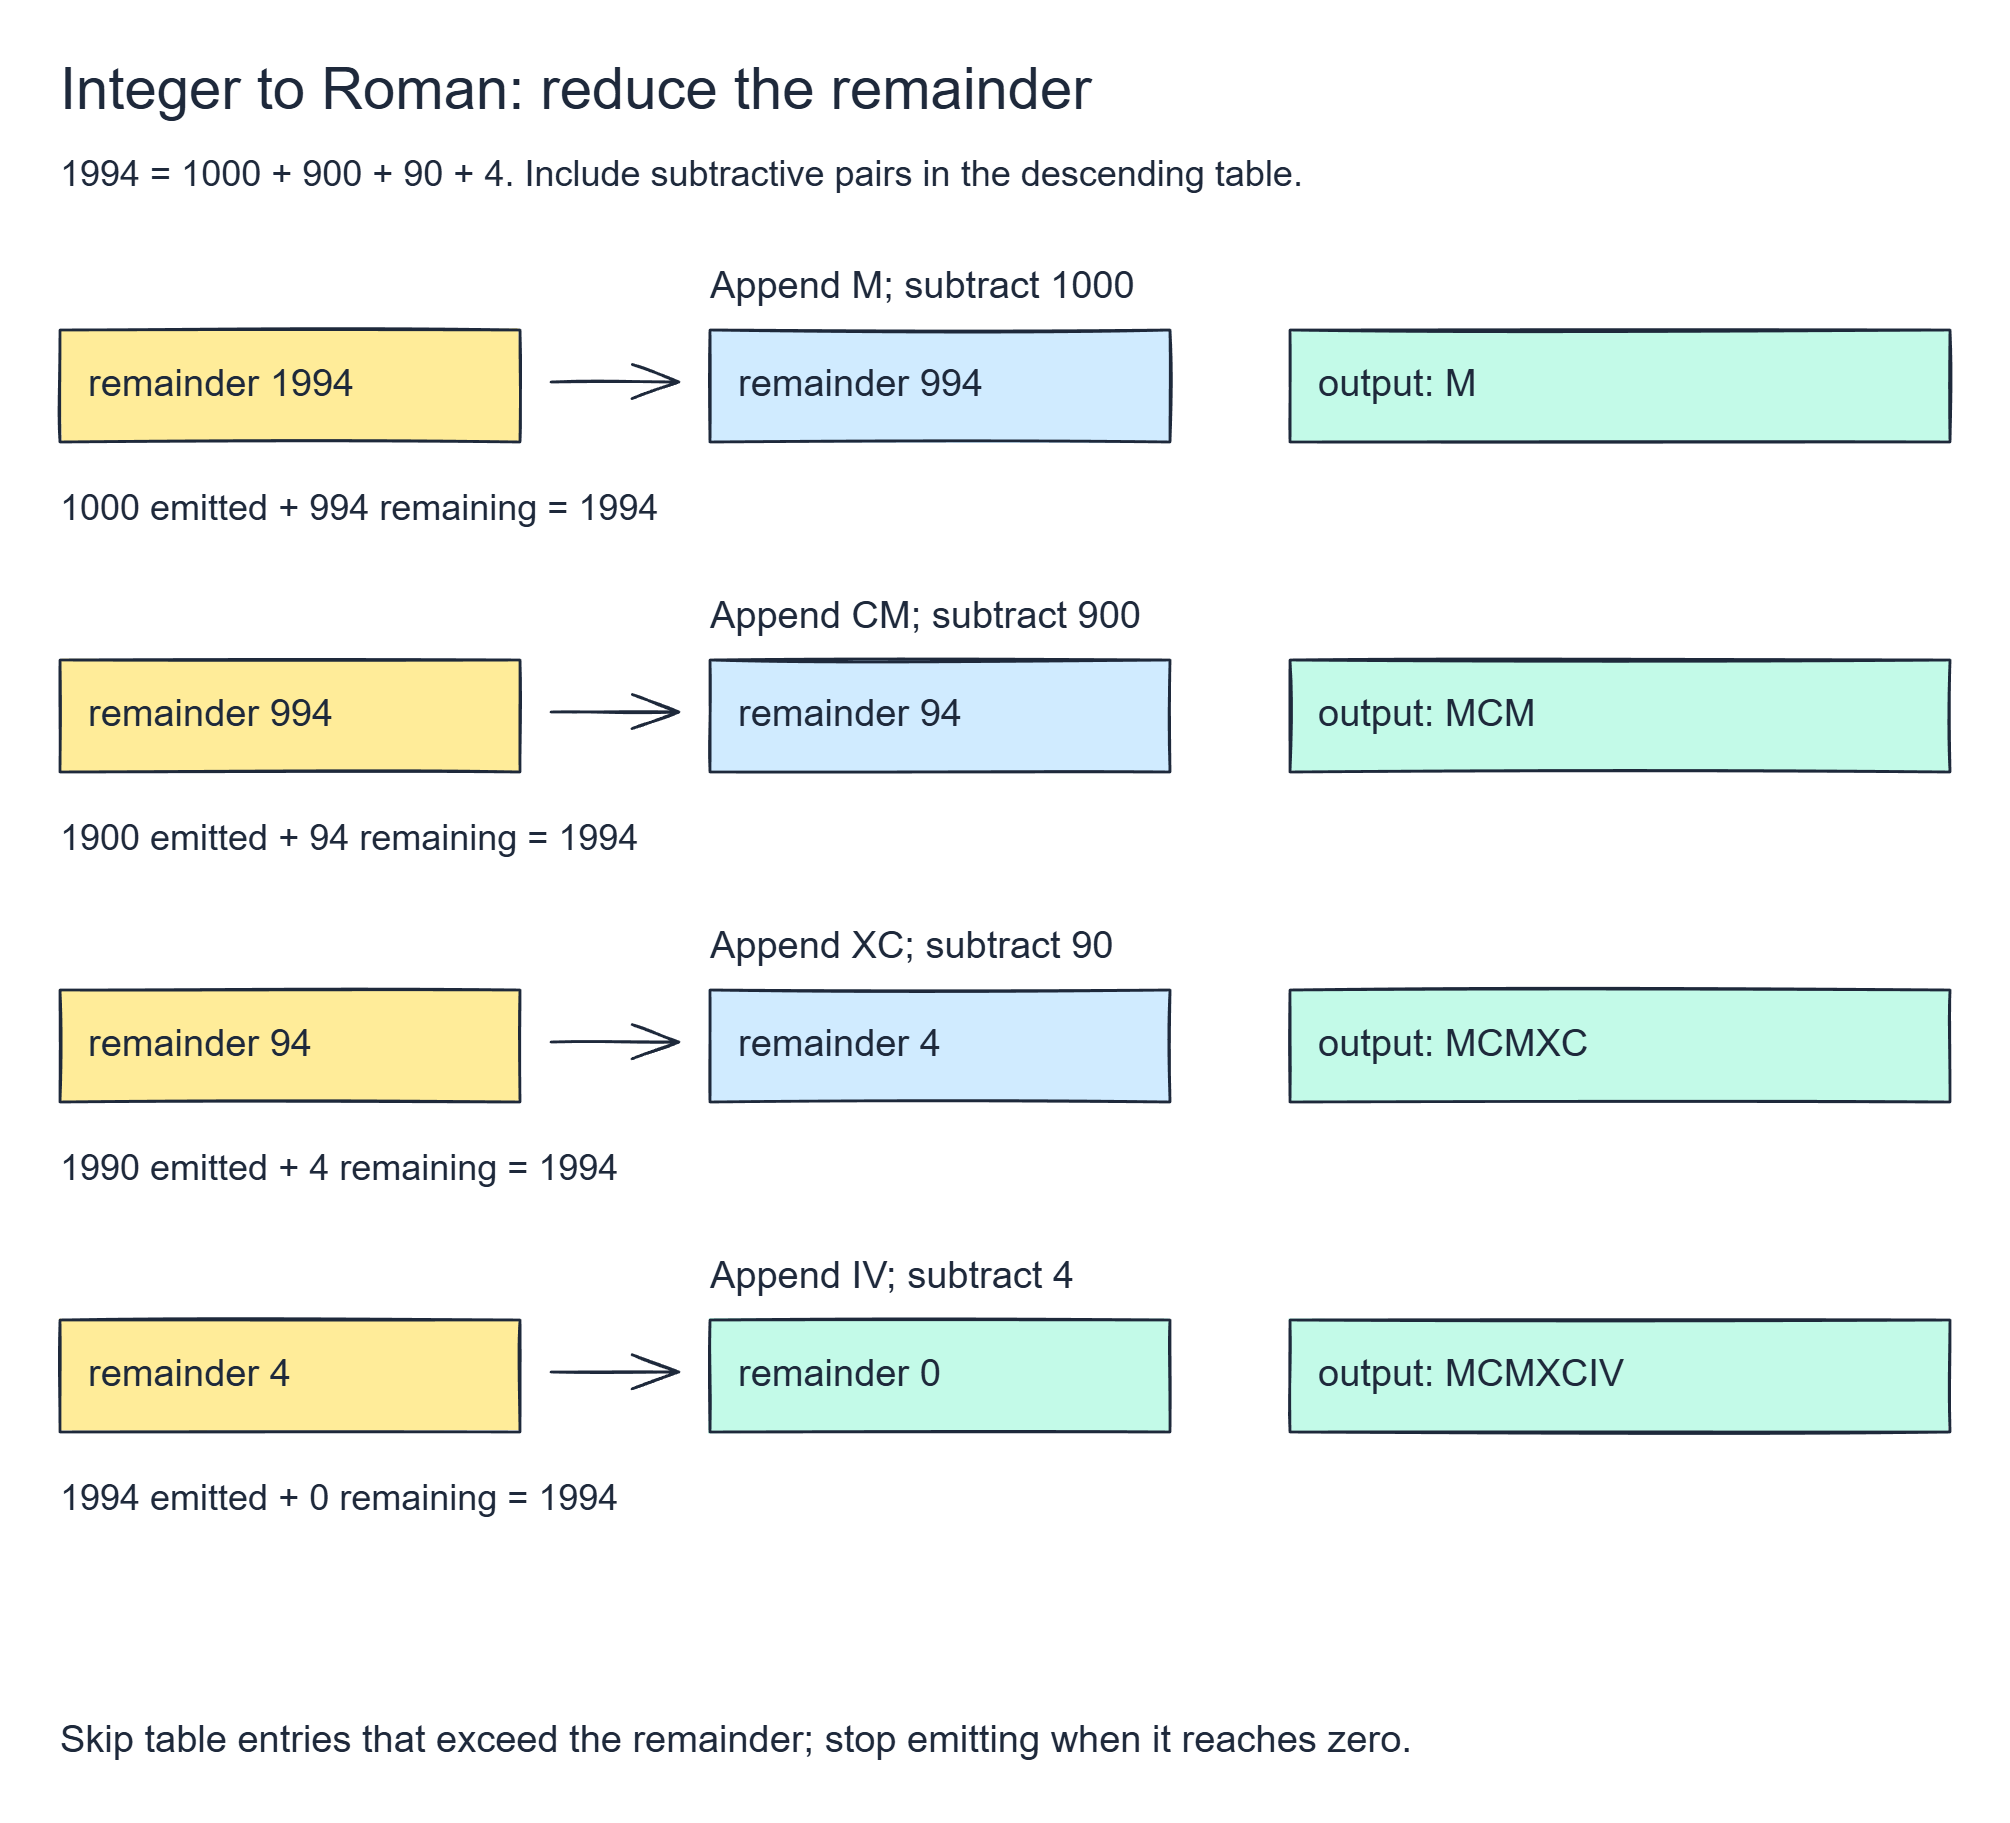 Integer to Roman: reduce the remainder
1994 = 1000 + 900 + 90 + 4. Include subtractive pairs in the descending table.
Append M; subtract 1000
remainder 1994
remainder 994
output: M
1000 emitted + 994 remaining = 1994
Append CM; subtract 900
remainder 994
remainder 94
output: MCM
1900 emitted + 94 remaining = 1994
Append XC; subtract 90
remainder 94
remainder 4
output: MCMXC
1990 emitted + 4 remaining = 1994
Append IV; subtract 4
remainder 4
remainder 0
output: MCMXCIV
1994 emitted + 0 remaining = 1994
Skip table entries that exceed the remainder; stop emitting when it reaches zero.